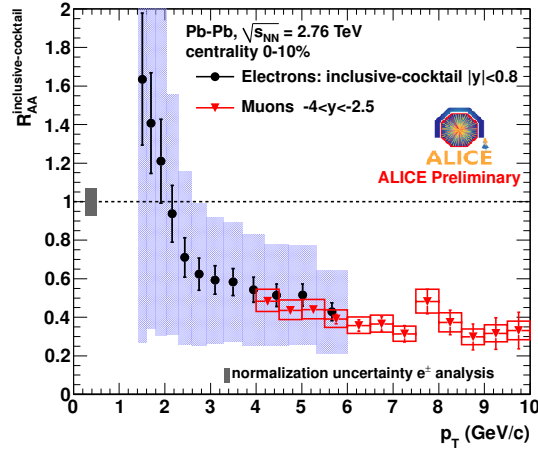 Pb-Pb, √sNN = 2.76 TeV
centrality 0-10%
Electrons: inclusive-cocktail |y|<0.8
Muons -4<y<-2.5
ALICE
ALICE Preliminary
normalization uncertainty e± analysis
R_AA^inclusive-cocktail
2
1.8
1.6
1.4
1.2
1
0.8
0.6
0.4
0.2
0
0 1 2 3 4 5 6 7 8 9 10
p_T (GeV/c)